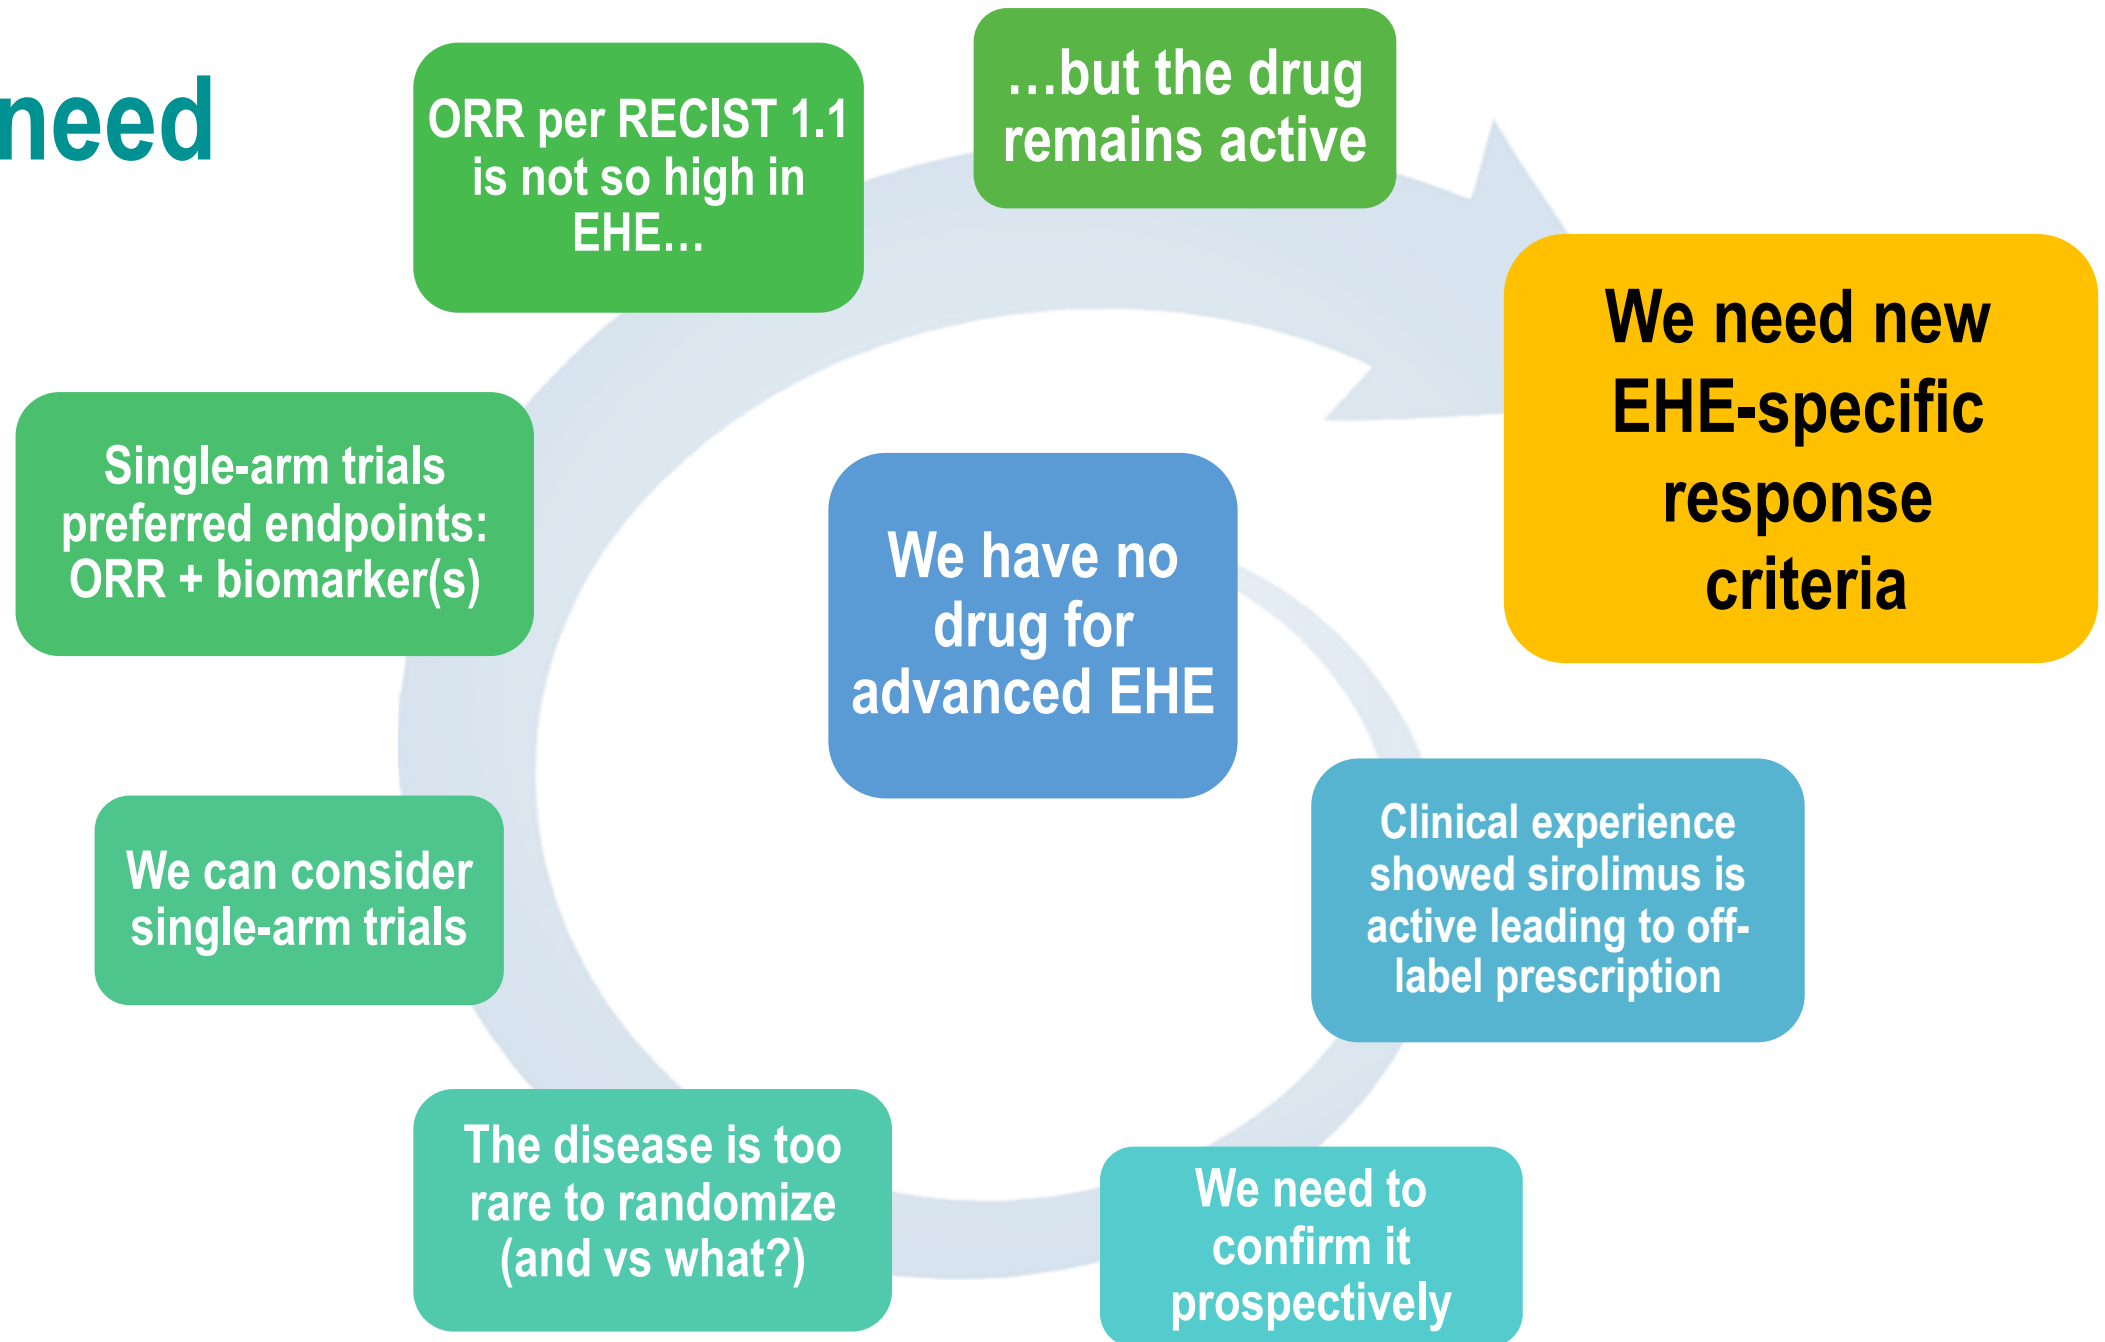 need
We have no
drug for
advanced EHE
Clinical experience
showed sirolimus is
active leading to off-
label prescription
We need to
confirm it
prospectively
The disease is too
rare to randomize
(and vs what?)
We can consider
single-arm trials
Single-arm trials
preferred endpoints:
ORR + biomarker(s)
ORR per RECIST 1.1
is not so high in
EHE…
…but the drug
remains active
We need new
EHE-specific
response
criteria